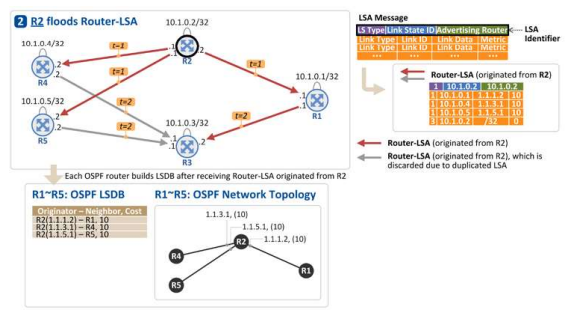 2 R2 floods Router-LSA
10.1.0.2/32
10.1.0.4/32
t=1
.2
.2
.2
R2
R4
t=1
10.1.0.1/32
10.1.0.5/32
t=2
t=1
10.1.0.3/32
.2
R5
t=2
.1
.1
.1
t=2
.1
.1
R1
R3
LSA Message
LS Type Link State ID Advertising Router
LSA Identifier
Link Type Link ID Link Data Metric
Link Type Link ID Link Data Metric
... ... ... ...
Router-LSA (originated from R2)
1 10.1.0.2 10.1.0.2
1 10.1.0.1 1.1.1.2 10
1 10.1.0.4 1.1.3.1 10
1 10.1.0.5 1.1.5.1 10
3 10.1.0.2 /32 0
Router-LSA (originated from R2)
Router-LSA (originated from R2), which is
discarded due to duplicated LSA
Each OSPF router builds LSDB after receiving Router-LSA originated from R2
R1~R5: OSPF LSDB
Originator – Neighbor, Cost
R2(1.1.1.2) – R1, 10
R2(1.1.3.1) – R4, 10
R2(1.1.5.1) – R5, 10
R1~R5: OSPF Network Topology
1.1.3.1, (10)
1.1.5.1, (10)
1.1.1.2, (10)
R2
R4
R1
R5